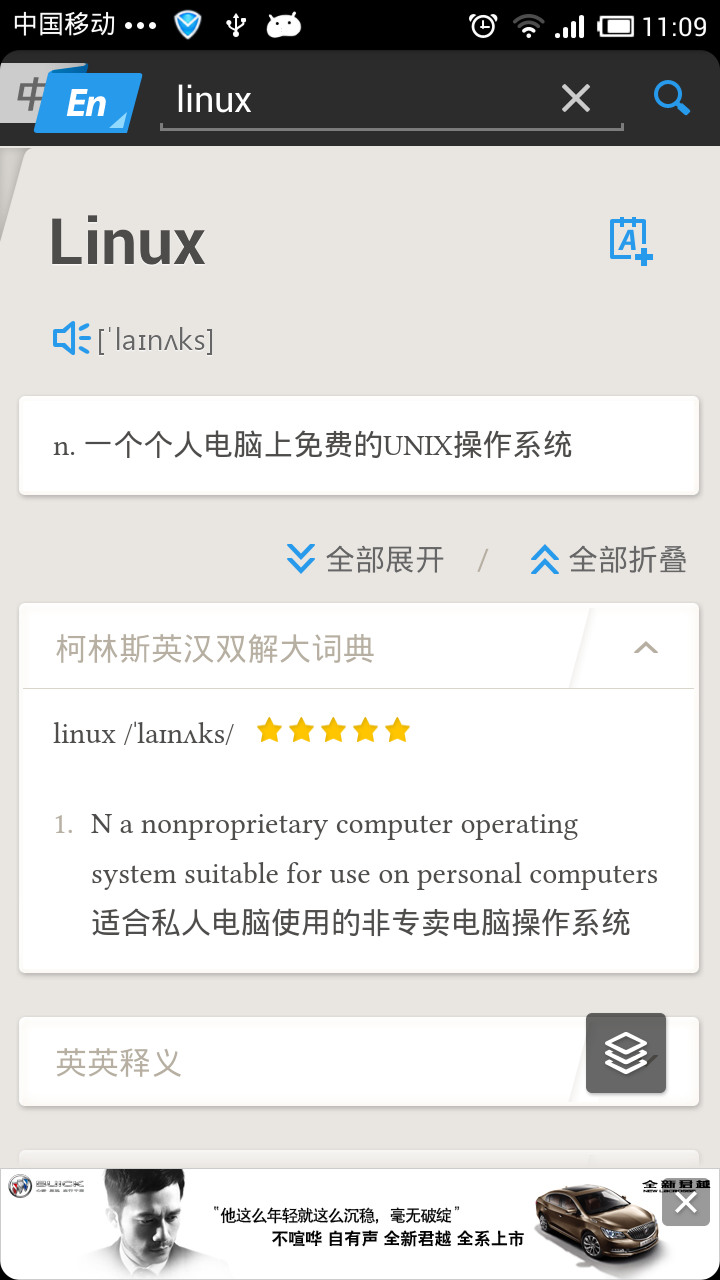 中国移动 ••• 11:09
中 En linux
Linux
A
[ˈlaɪnʌks]
n. 一个个人电脑上免费的UNIX操作系统
全部展开 / 全部折叠
柯林斯英汉双解大词典
linux /ˈlaɪnʌks/
1. N a nonproprietary computer operating
system suitable for use on personal computers
适合私人电脑使用的非专卖电脑操作系统
英英释义
BUICK
全新君越
“他这么年轻就这么沉稳，毫无破绽”
不喧哗 自有声 全新君越 全系上市